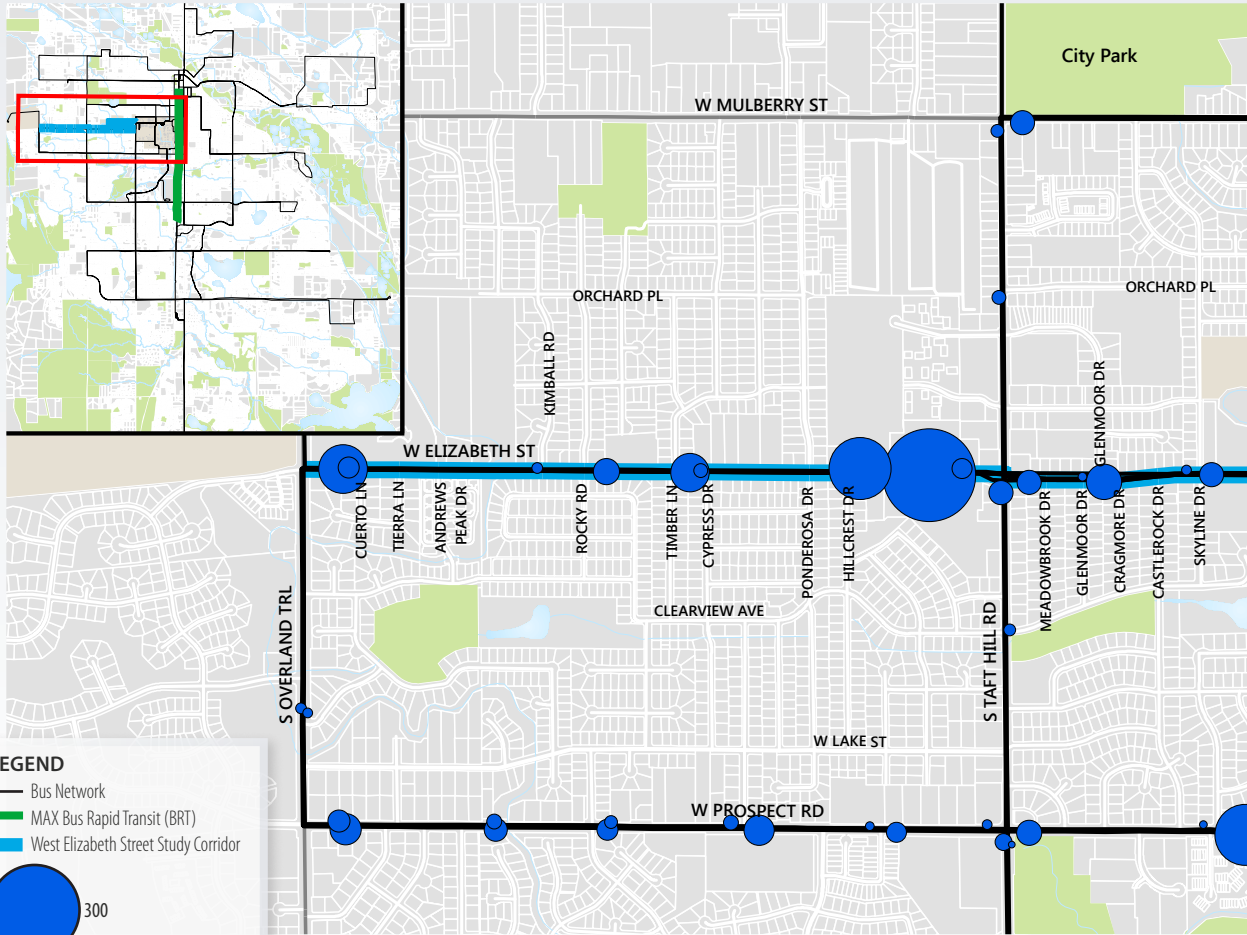 City Park
W MULBERRY ST
ORCHARD PL
ORCHARD PL
KIMBALL RD
GLENMOOR DR
W ELIZABETH ST
CUERTO LN
TIERRA LN
ANDREWS
PEAK DR
ROCKY RD
TIMBER LN
CYPRESS DR
PONDEROSA DR
HILLCREST DR
MEADOWBROOK DR
GLENMOOR DR
CRAGMORE DR
CASTLEROCK DR
SKYLINE DR
CLEARVIEW AVE
S OVERLAND TRL
S TAFT HILL RD
W LAKE ST
W PROSPECT RD
EGEND
Bus Network
MAX Bus Rapid Transit (BRT)
West Elizabeth Street Study Corridor
300